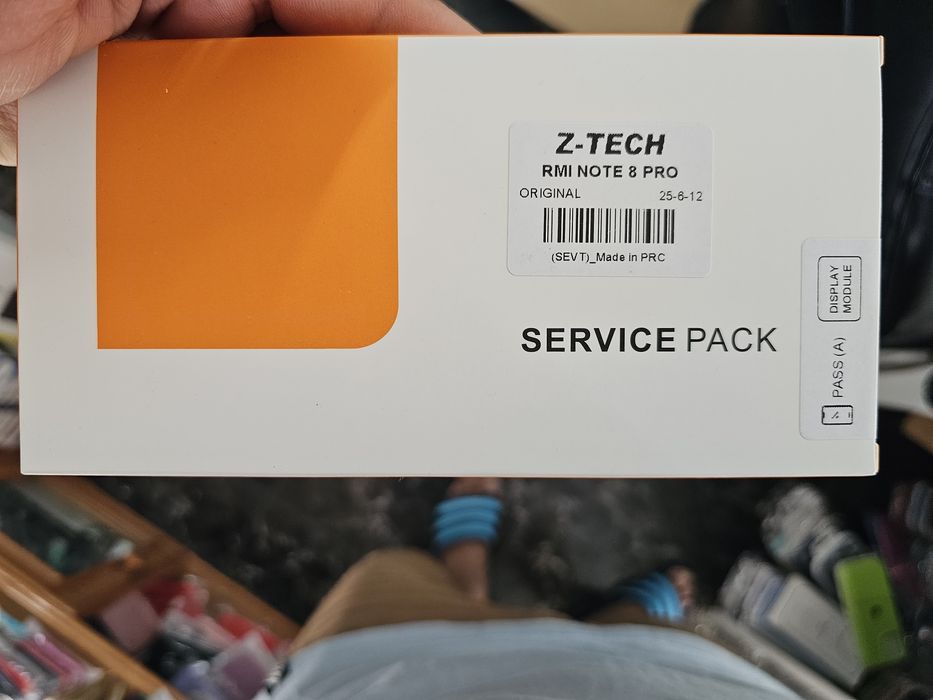 Z-TECH
RMI NOTE 8 PRO
ORIGINAL 25-6-12
(SEVT)_Made in PRC
SERVICE PACK
DISPLAY
MODULE
PASS (A)